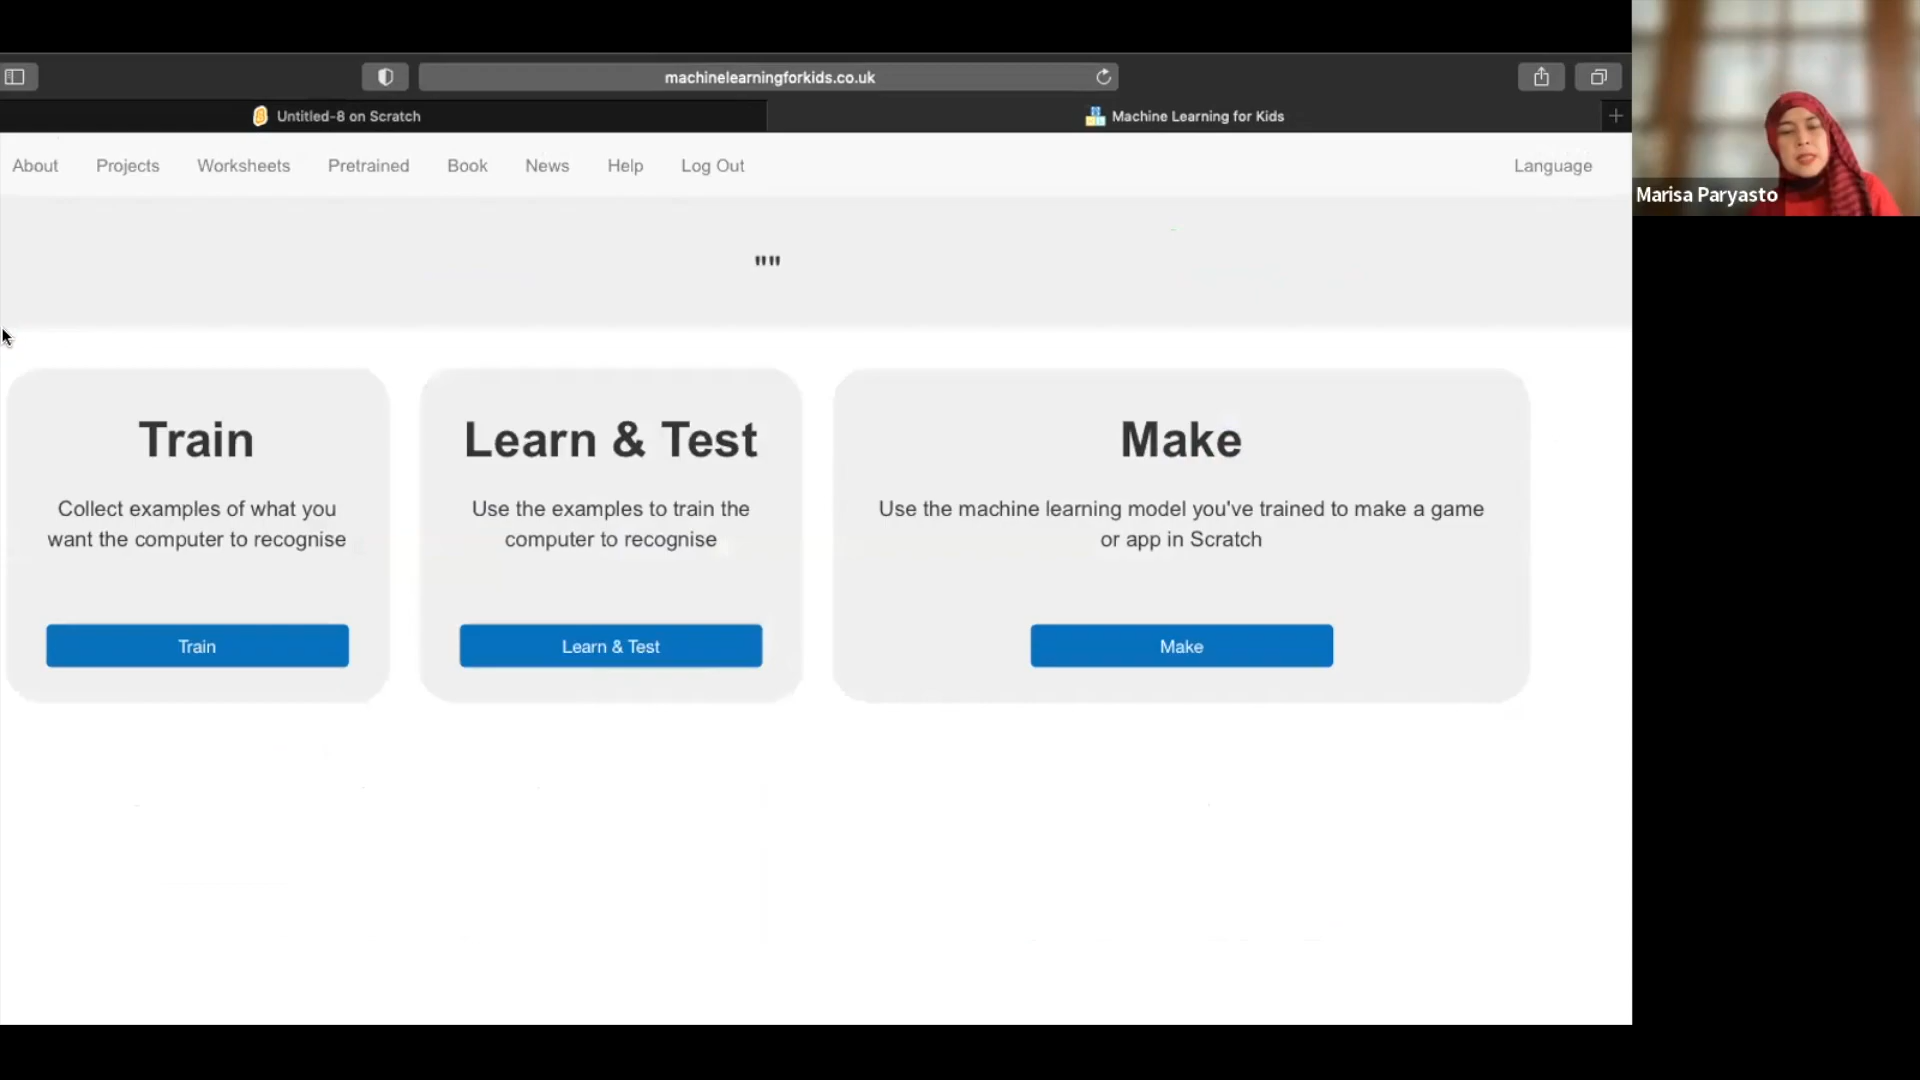 machinelearningforkids.co.uk
Untitled-8 on Scratch
Machine Learning for Kids
About Projects Worksheets Pretrained Book News Help Log Out Language
""
Train
Collect examples of what you
want the computer to recognise
Train
Learn & Test
Use the examples to train the
computer to recognise
Learn & Test
Make
Use the machine learning model you've trained to make a game
or app in Scratch
Make
Marisa Paryasto